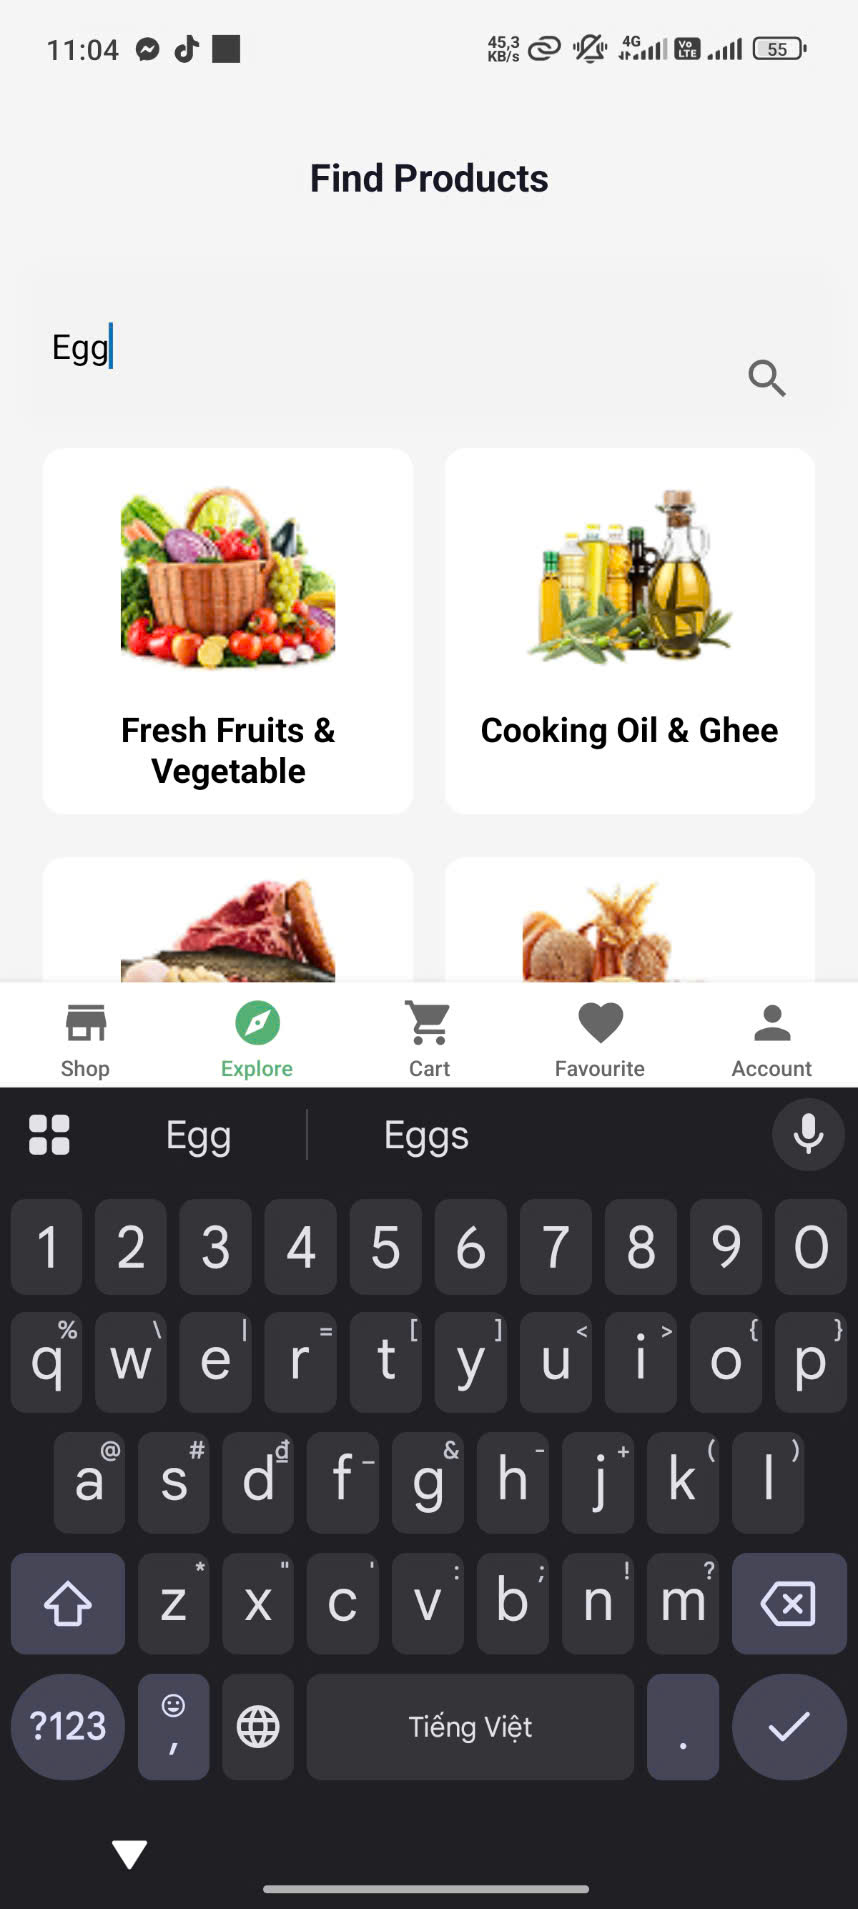 11:04
45,3
KB/s
4G
Vo
LTE
55
Find Products
Egg
Fresh Fruits &
Vegetable
Cooking Oil & Ghee
Shop
Explore
Cart
Favourite
Account
Egg
Eggs
1 2 3 4 5 6 7 8 9 0
q % w \ e | r = t [ y ] u < i > o { p }
a @ s # d ₫ f _ g & h - j + k ( l )
z * x " c ' v : b ; n ! m ?
?123 , Tiếng Việt .